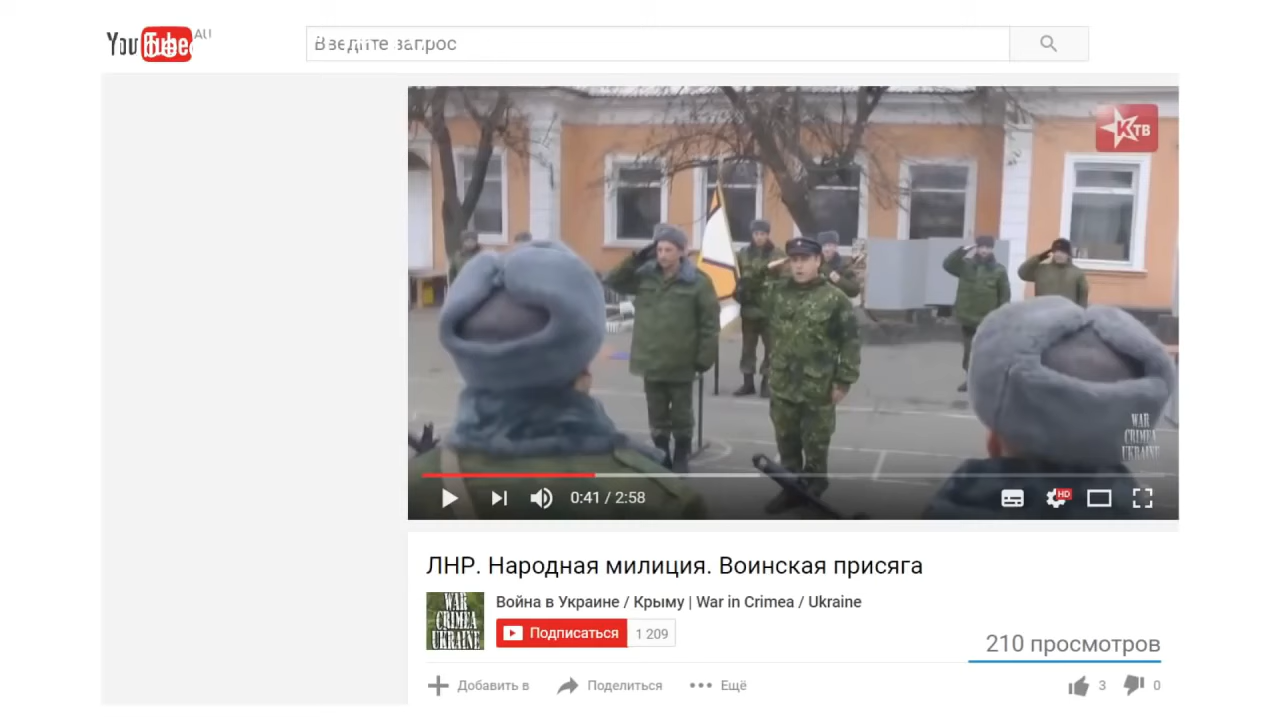 YouTube AU
Введите запрос
КТВ
WAR
CRIMEA
UKRAINE
0:41 / 2:58
HD
ЛНР. Народная милиция. Воинская присяга
WAR
CRIMEA
UKRAINE
Война в Украине / Крыму | War in Crimea / Ukraine
Подписаться 1 209
210 просмотров
Добавить в Поделиться Ещё 3 0